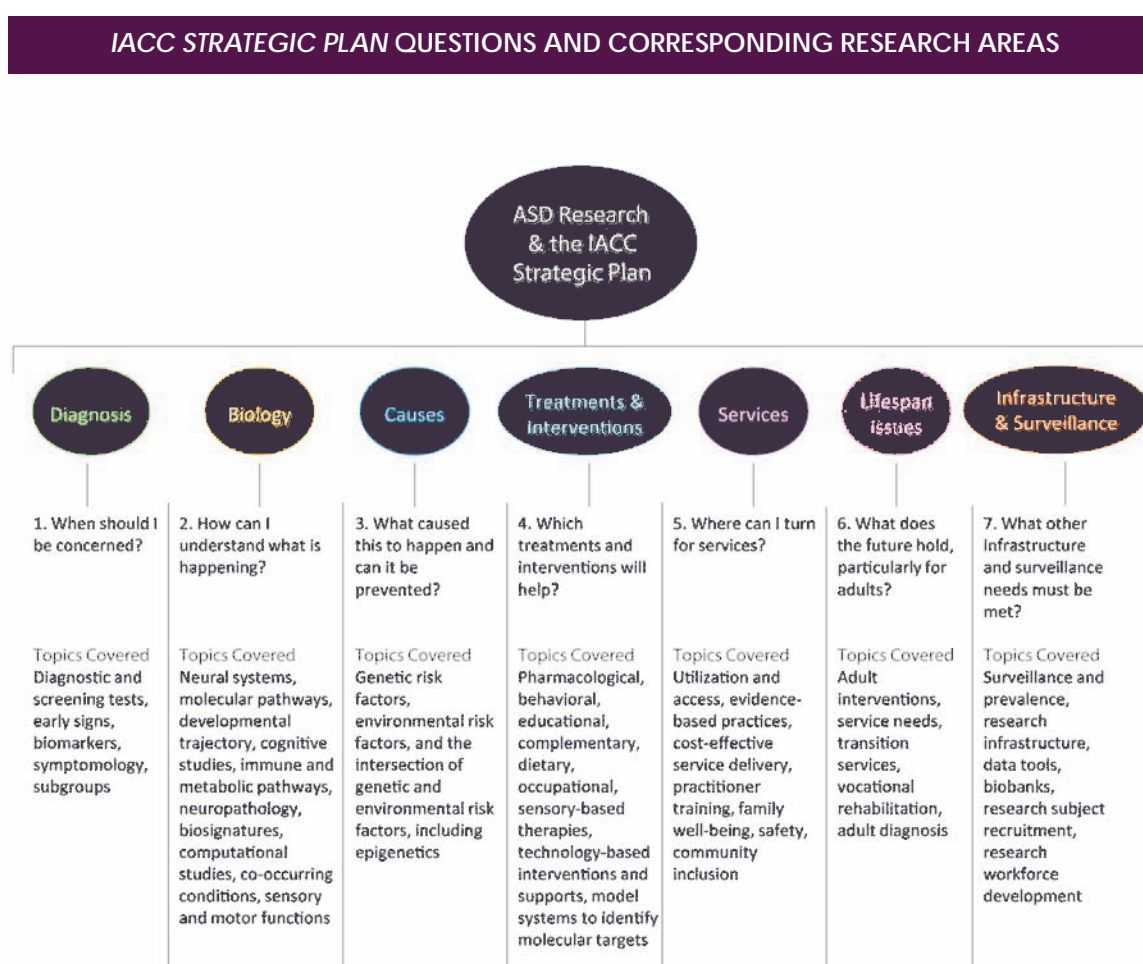 IACC STRATEGIC PLAN QUESTIONS AND CORRESPONDING RESEARCH AREAS
ASD Research
& the IACC
Strategic Plan
Diagnosis
Biology
Causes
Treatments &
Interventions
Services
Lifespan
issues
Infrastructure
& Surveillance
1. When should I
be concerned?
2. How can I
understand what is
happening?
3. What caused
this to happen and
can it be
prevented?
4. Which
treatments and
interventions will
help?
5. Where can I turn
for services?
6. What does
the future hold,
particularly for
adults?
7. What other
infrastructure
and surveillance
needs must be
met?
Topics Covered
Diagnostic and
screening tests,
early signs,
biomarkers,
symptomology,
subgroups
Topics Covered
Neural systems,
molecular pathways,
developmental
trajectory, cognitive
studies, immune and
metabolic pathways,
neuropathology,
biosignatures,
computational
studies, co-occurring
conditions, sensory
and motor functions
Topics Covered
Genetic risk
factors,
environmental risk
factors, and the
intersection of
genetic and
environmental risk
factors, including
epigenetics
Topics Covered
Pharmacological,
behavioral,
educational,
complementary,
dietary,
occupational,
sensory-based
therapies,
technology-based
interventions and
supports, model
systems to identify
molecular targets
Topics Covered
Utilization and
access, evidence-
based practices,
cost-effective
service delivery,
practitioner
training, family
well-being, safety,
community
inclusion
Topics Covered
Adult
interventions,
service needs,
transition
services,
vocational
rehabilitation,
adult diagnosis
Topics Covered
Surveillance and
prevalence,
research
infrastructure,
data tools,
biobanks,
research subject
recruitment,
research
workforce
development